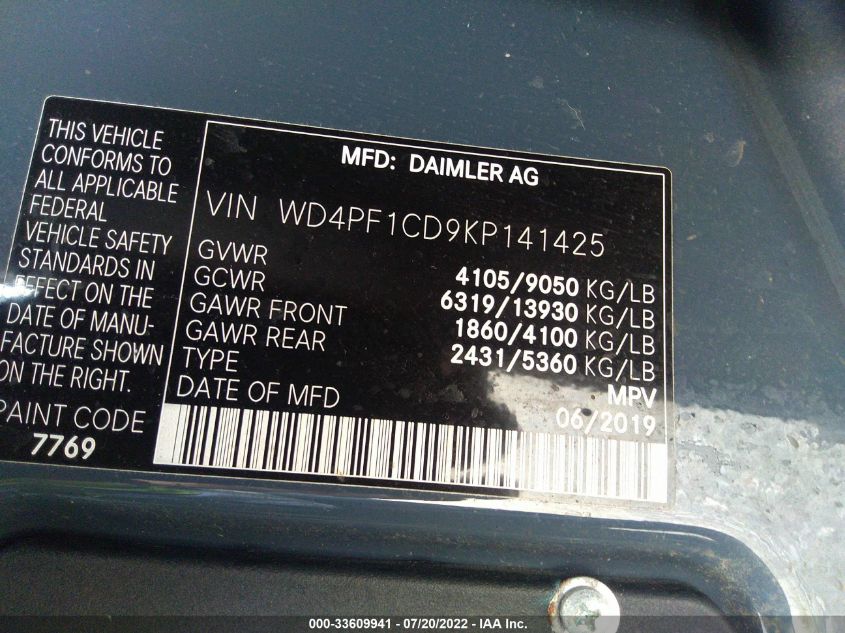 THIS VEHICLE
CONFORMS TO
ALL APPLICABLE
FEDERAL
VEHICLE SAFETY
STANDARDS IN
EFFECT ON THE
DATE OF MANU-
FACTURE SHOWN
ON THE RIGHT.
PAINT CODE
7769
MFD: DAIMLER AG
VIN WD4PF1CD9KP141425
GVWR 4105/9050 KG/LB
GCWR 6319/13930 KG/LB
GAWR FRONT 1860/4100 KG/LB
GAWR REAR 2431/5360 KG/LB
TYPE MPV
DATE OF MFD 06/2019
000-33609941 - 07/20/2022 - IAA Inc.